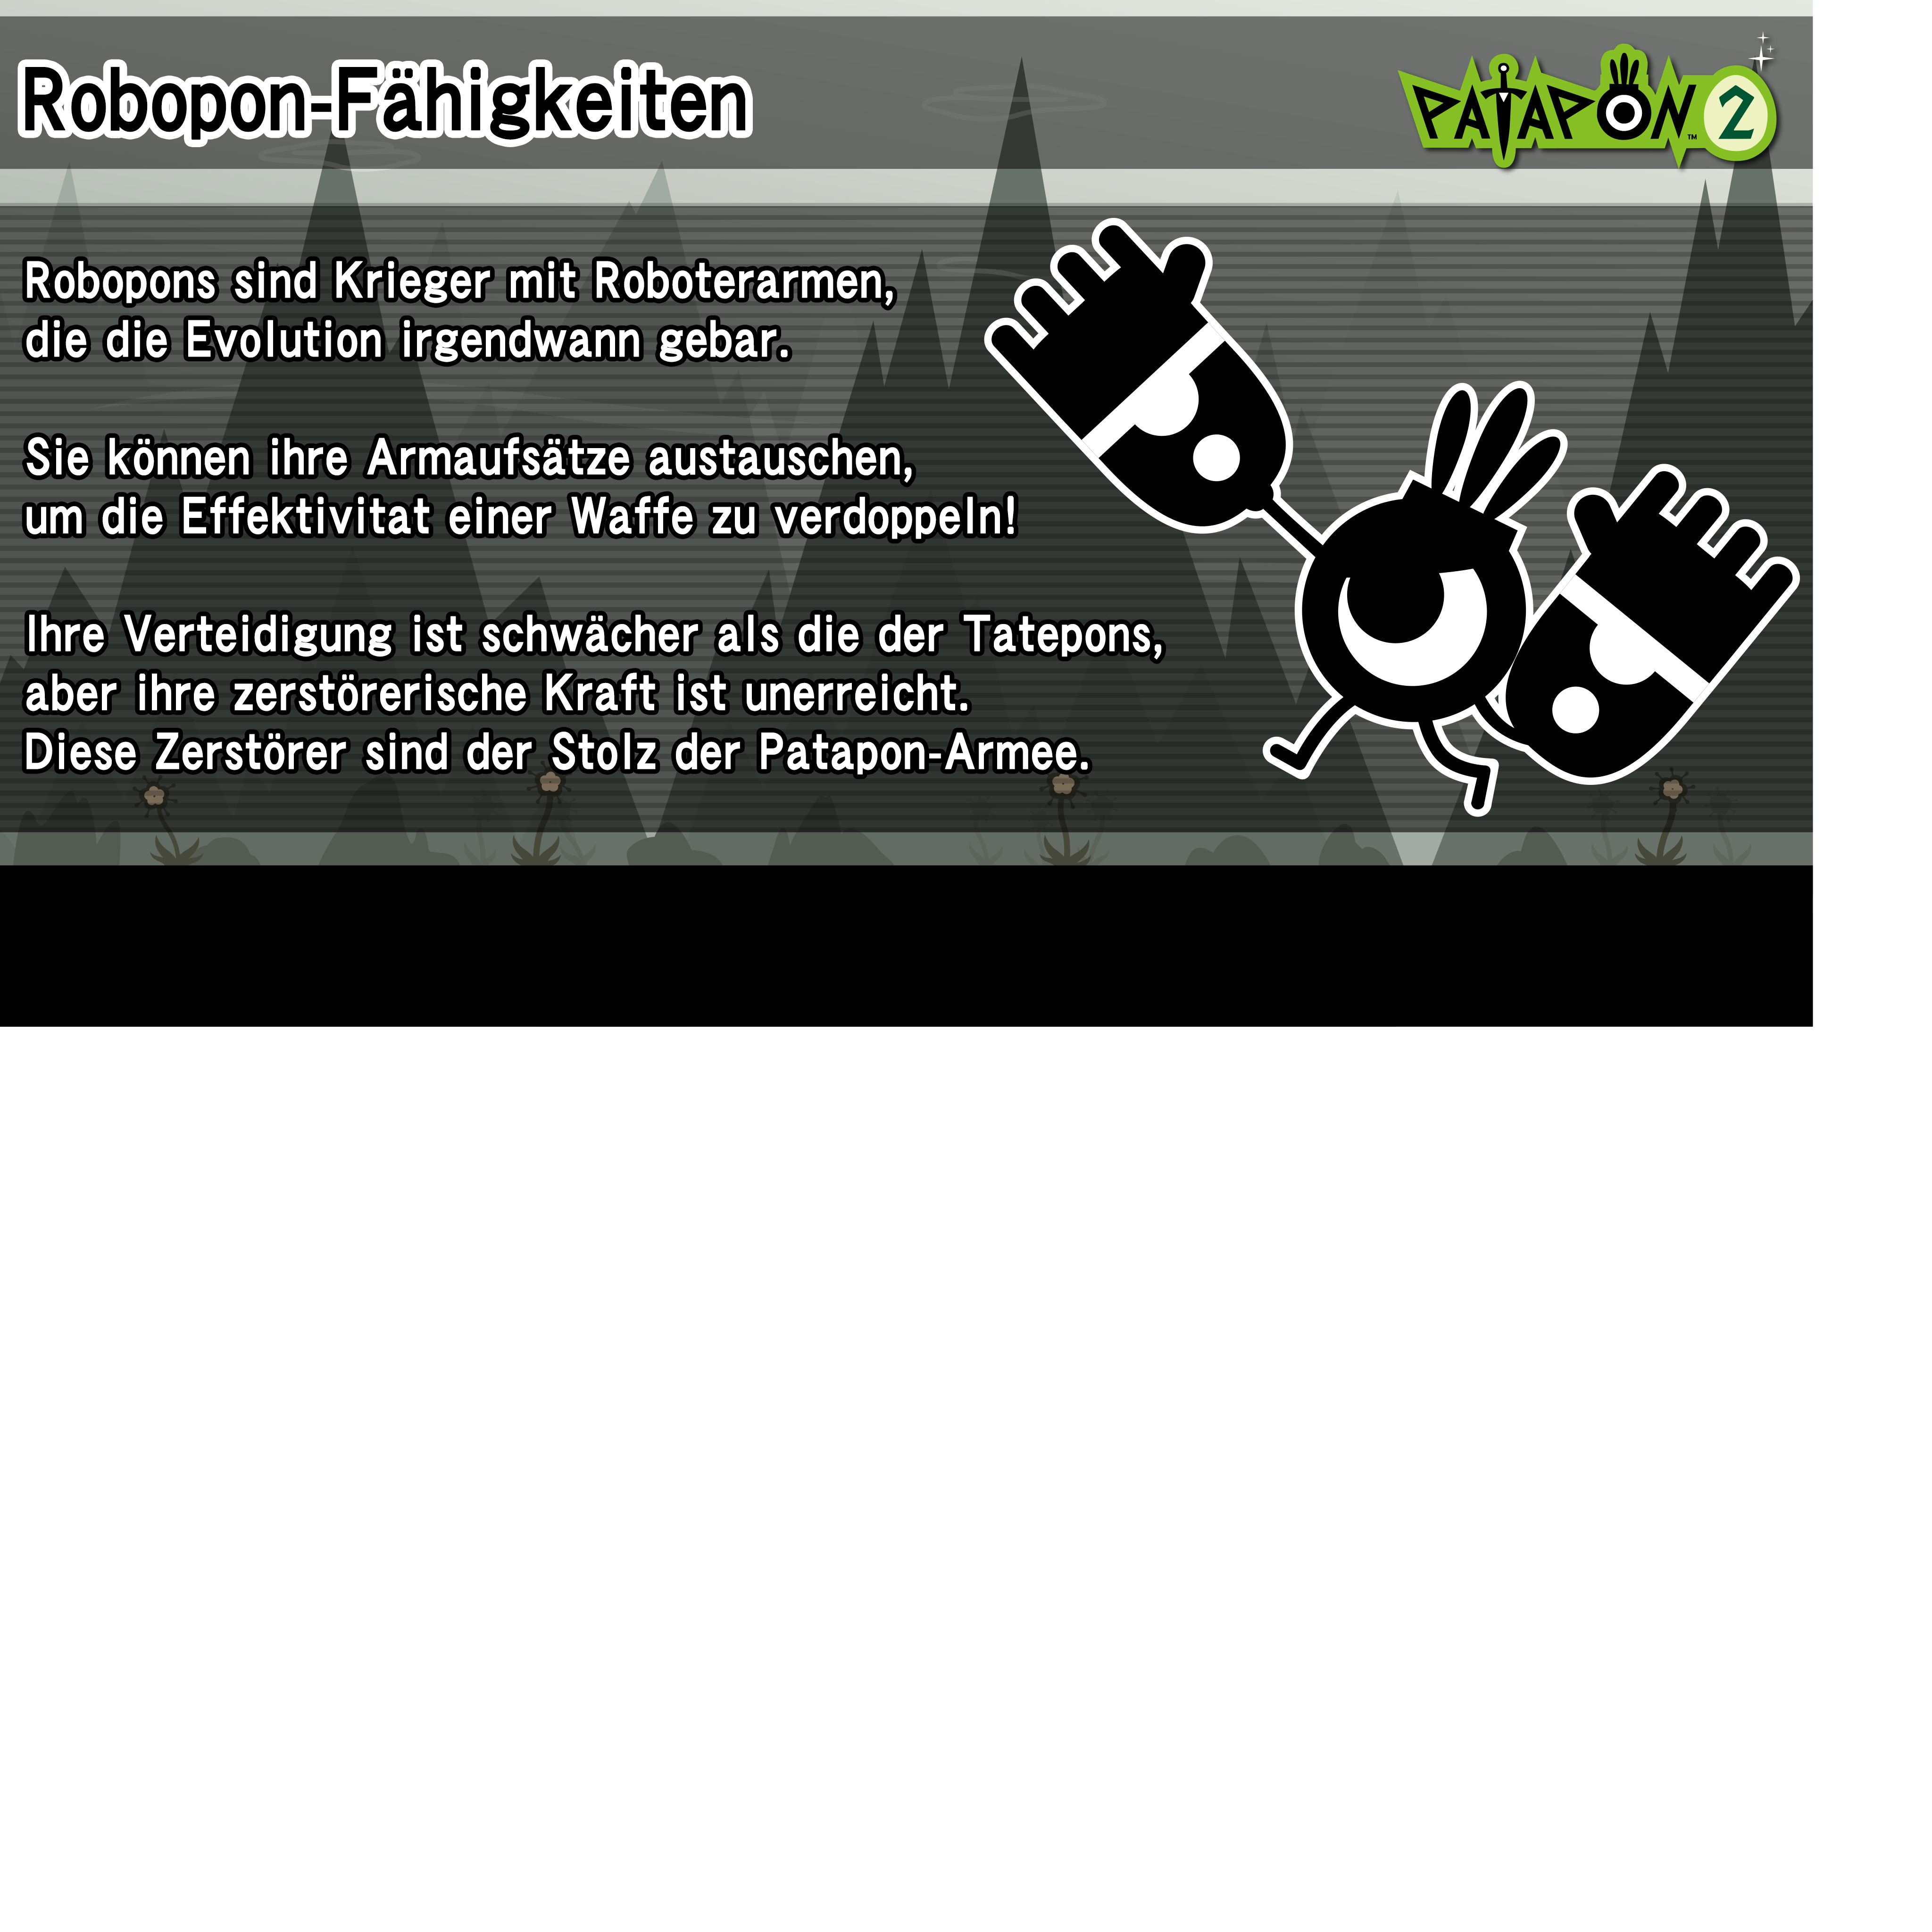 Robopon-Fähigkeiten
PATAPON™ 2
Robopons sind Krieger mit Roboterarmen,
die die Evolution irgendwann gebar.
Sie können ihre Armaufsätze austauschen,
um die Effektivität einer Waffe zu verdoppeln!
Ihre Verteidigung ist schwächer als die der Tatepons,
aber ihre zerstörerische Kraft ist unerreicht.
Diese Zerstörer sind der Stolz der Patapon-Armee.